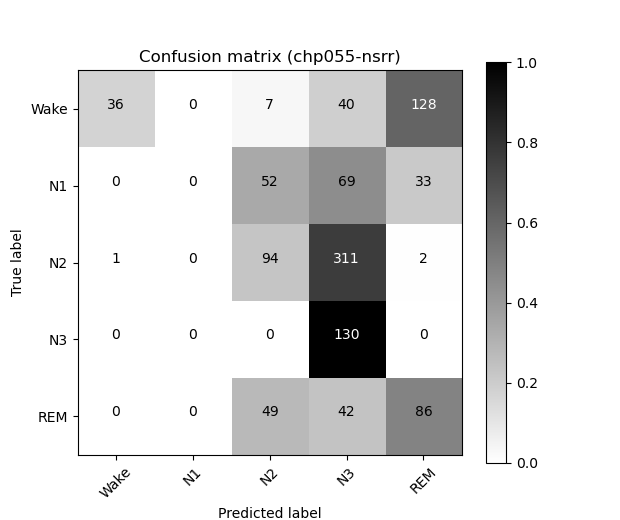 Confusion matrix (chp055-nsrr)
True label
Wake 36 0 7 40 128
N1 0 0 52 69 33
N2 1 0 94 311 2
N3 0 0 0 130 0
REM 0 0 49 42 86
Wake N1 N2 N3 REM
Predicted label
1.0
0.8
0.6
0.4
0.2
0.0